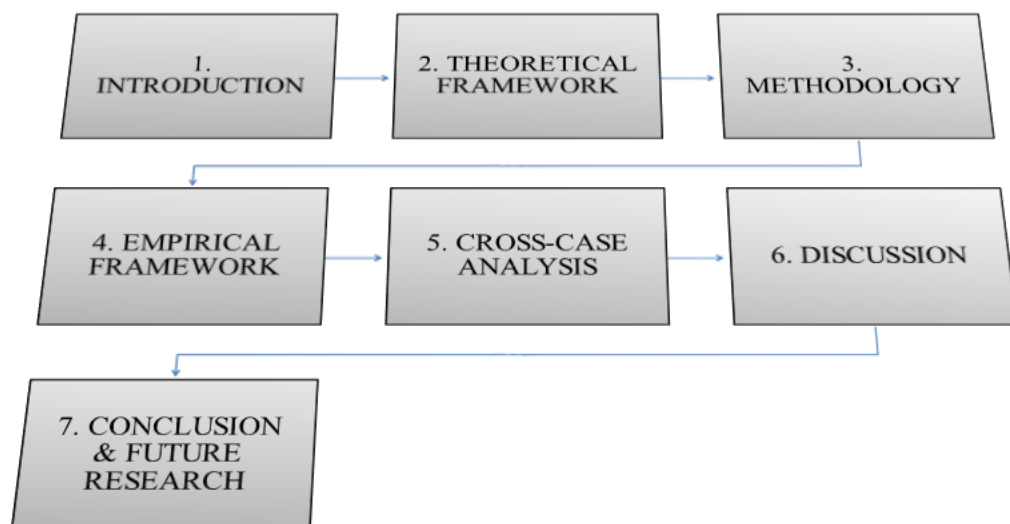 1.
INTRODUCTION
2. THEORETICAL
FRAMEWORK
3.
METHODOLOGY
4. EMPIRICAL
FRAMEWORK
5. CROSS-CASE
ANALYSIS
6. DISCUSSION
7. CONCLUSION
& FUTURE
RESEARCH